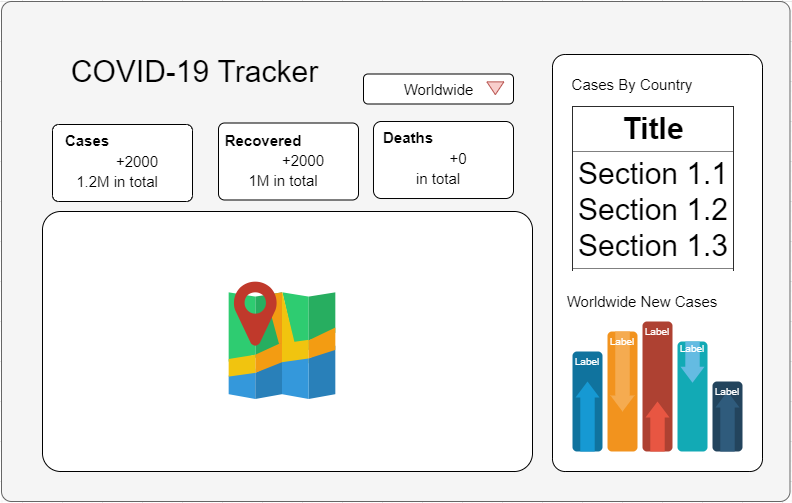 COVID-19 Tracker
Worldwide
Cases
+2000
1.2M in total
Recovered
+2000
1M in total
Deaths
+0
in total
Cases By Country
Title
Section 1.1
Section 1.2
Section 1.3
Worldwide New Cases
Label
Label
Label
Label
Label